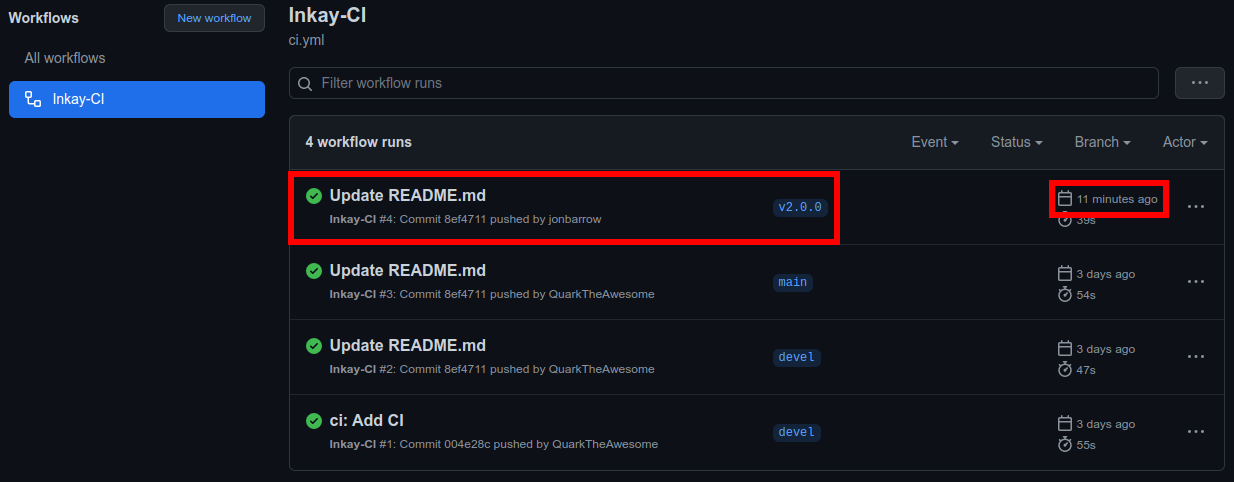 Workflows
New workflow
All workflows
Inkay-CI
Inkay-CI
ci.yml
Filter workflow runs
4 workflow runs
Event
Status
Branch
Actor
Update README.md
Inkay-CI #4: Commit 8ef4711 pushed by jonbarrow
v2.0.0
11 minutes ago
39s
Update README.md
Inkay-CI #3: Commit 8ef4711 pushed by QuarkTheAwesome
main
3 days ago
54s
Update README.md
Inkay-CI #2: Commit 8ef4711 pushed by QuarkTheAwesome
devel
3 days ago
47s
ci: Add CI
Inkay-CI #1: Commit 004e28c pushed by QuarkTheAwesome
devel
3 days ago
55s